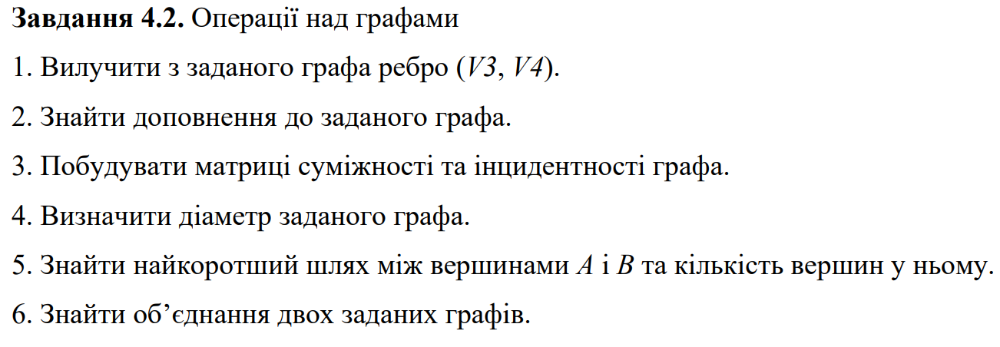 Завдання 4.2. Операції над графами
1. Вилучити з заданого графа ребро (V3, V4).
2. Знайти доповнення до заданого графа.
3. Побудувати матриці суміжності та інцидентності графа.
4. Визначити діаметр заданого графа.
5. Знайти найкоротший шлях між вершинами A і B та кількість вершин у ньому.
6. Знайти об’єднання двох заданих графів.